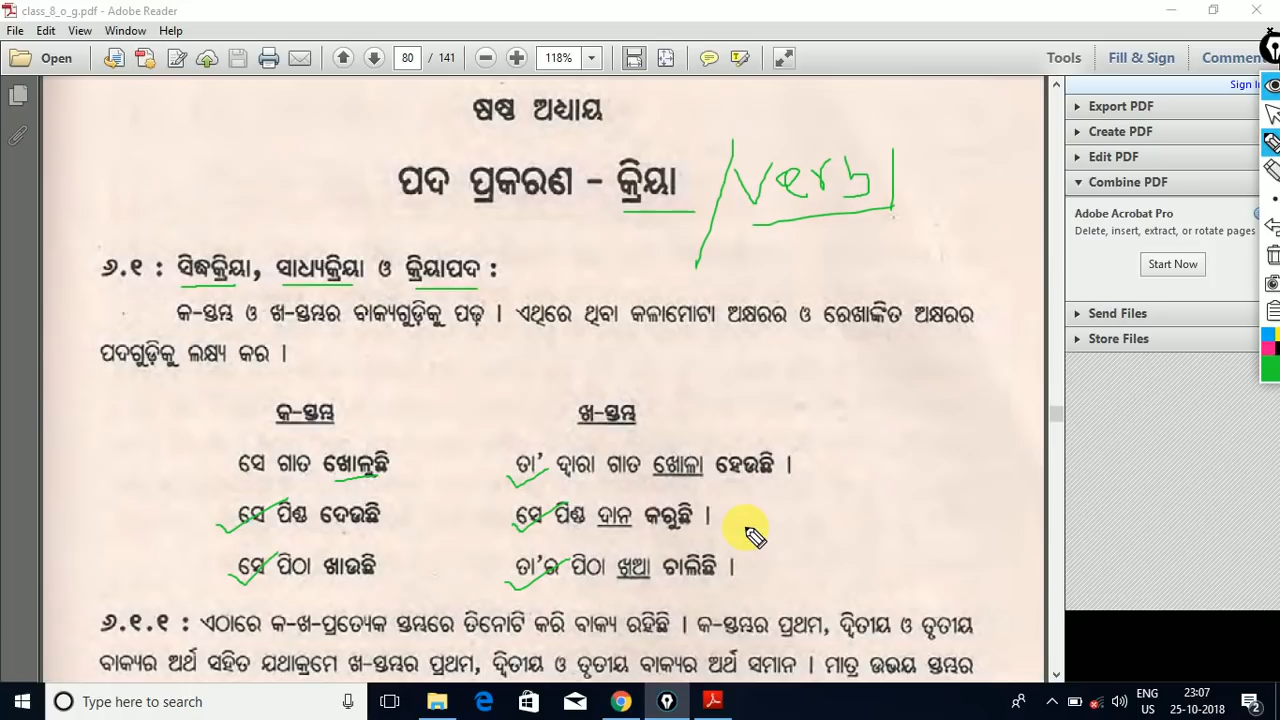 class_8_o_g.pdf - Adobe Reader
File Edit View Window Help
Open 80 / 141 118% Tools Fill & Sign Comment
ଷଷ୍ଠ ଅଧ୍ୟାୟ
ପଦ ପ୍ରକରଣ - କ୍ରିୟା / verb
୬.୧ : ସିଦ୍ଧକ୍ରିୟା, ସାଧ୍ୟକ୍ରିୟା ଓ କ୍ରିୟାପଦ :
କ-ସ୍ତମ୍ଭ ଓ ଖ-ସ୍ତମ୍ଭର ବାକ୍ୟଗୁଡ଼ିକୁ ପଢ଼ । ଏଥିରେ ଥିବା କଳାମୋଟା ଅକ୍ଷରର ଓ ରେଖାଙ୍କିତ ଅକ୍ଷରର
ପଦଗୁଡ଼ିକୁ ଲକ୍ଷ୍ୟ କର ।
କ-ସ୍ତମ୍ଭ ଖ-ସ୍ତମ୍ଭ
ସେ ଗାତ ଖୋଳୁଛି ତା' ଦ୍ୱାରା ଗାତ ଖୋଳା ହେଉଛି ।
ସେ ପିଣ୍ଡ ଦେଉଛି ସେ ପିଣ୍ଡ ଦାନ କରୁଛି ।
ସେ ପିଠା ଖାଉଛି ତା'ର ପିଠା ଖିଆ ଚାଲିଛି ।
୬.୧.୧ : ଏଠାରେ କ-ଖ-ପ୍ରତ୍ୟେକ ସ୍ତମ୍ଭରେ ତିନୋଟି କରି ବାକ୍ୟ ରହିଛି । କ-ସ୍ତମ୍ଭର ପ୍ରଥମ, ଦ୍ୱିତୀୟ ଓ ତୃତୀୟ
ବାକ୍ୟର ଅର୍ଥ ସହିତ ଯଥାକ୍ରମେ ଖ-ସ୍ତମ୍ଭର ପ୍ରଥମ, ଦ୍ୱିତୀୟ ଓ ତୃତୀୟ ବାକ୍ୟର ଅର୍ଥ ସମାନ । ମାତ୍ର ଉଭୟ ସ୍ତମ୍ଭର
Sign In
Export PDF
Create PDF
Edit PDF
Combine PDF
Adobe Acrobat Pro
Delete, insert, extract, or rotate pages
Start Now
Send Files
Store Files
Type here to search
ENG 23:07
US 25-10-2018
2